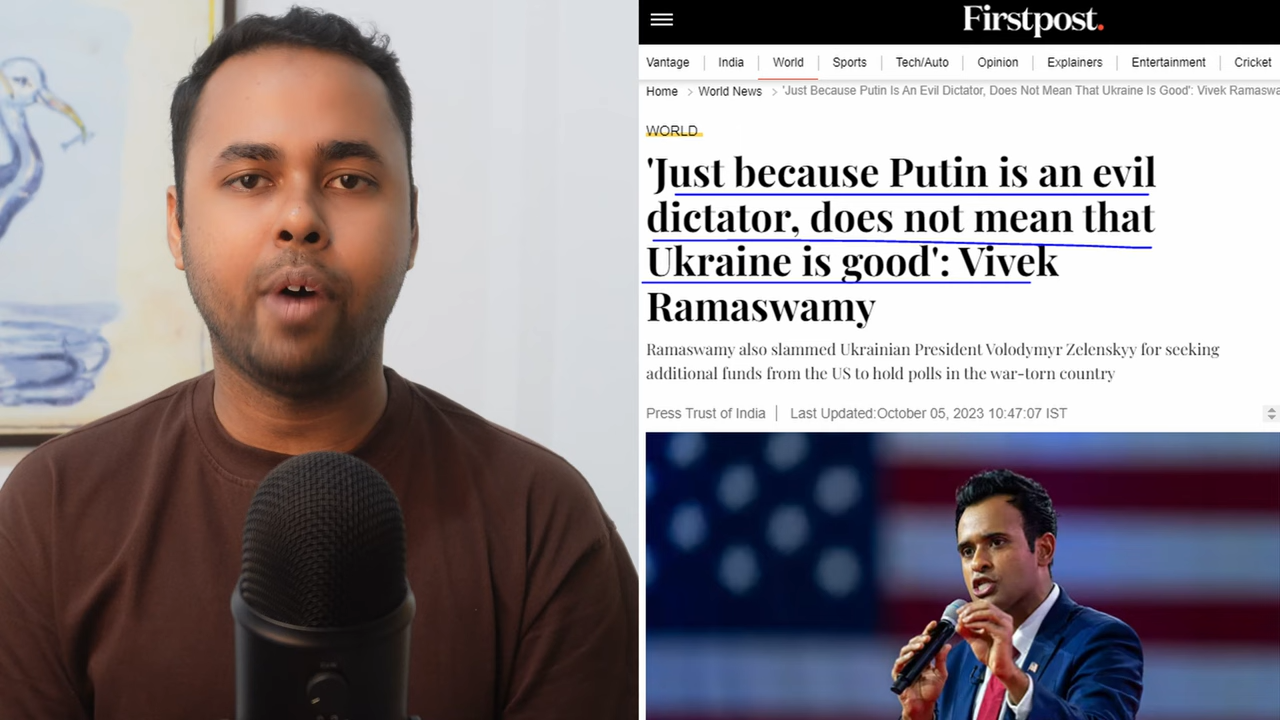 Firstpost.
Vantage India World Sports Tech/Auto Opinion Explainers Entertainment Cricket
Home > World News > 'Just Because Putin Is An Evil Dictator, Does Not Mean That Ukraine Is Good': Vivek Ramaswa
WORLD
'Just because Putin is an evil
dictator, does not mean that
Ukraine is good': Vivek
Ramaswamy
Ramaswamy also slammed Ukrainian President Volodymyr Zelenskyy for seeking
additional funds from the US to hold polls in the war-torn country
Press Trust of India | Last Updated:October 05, 2023 10:47:07 IST